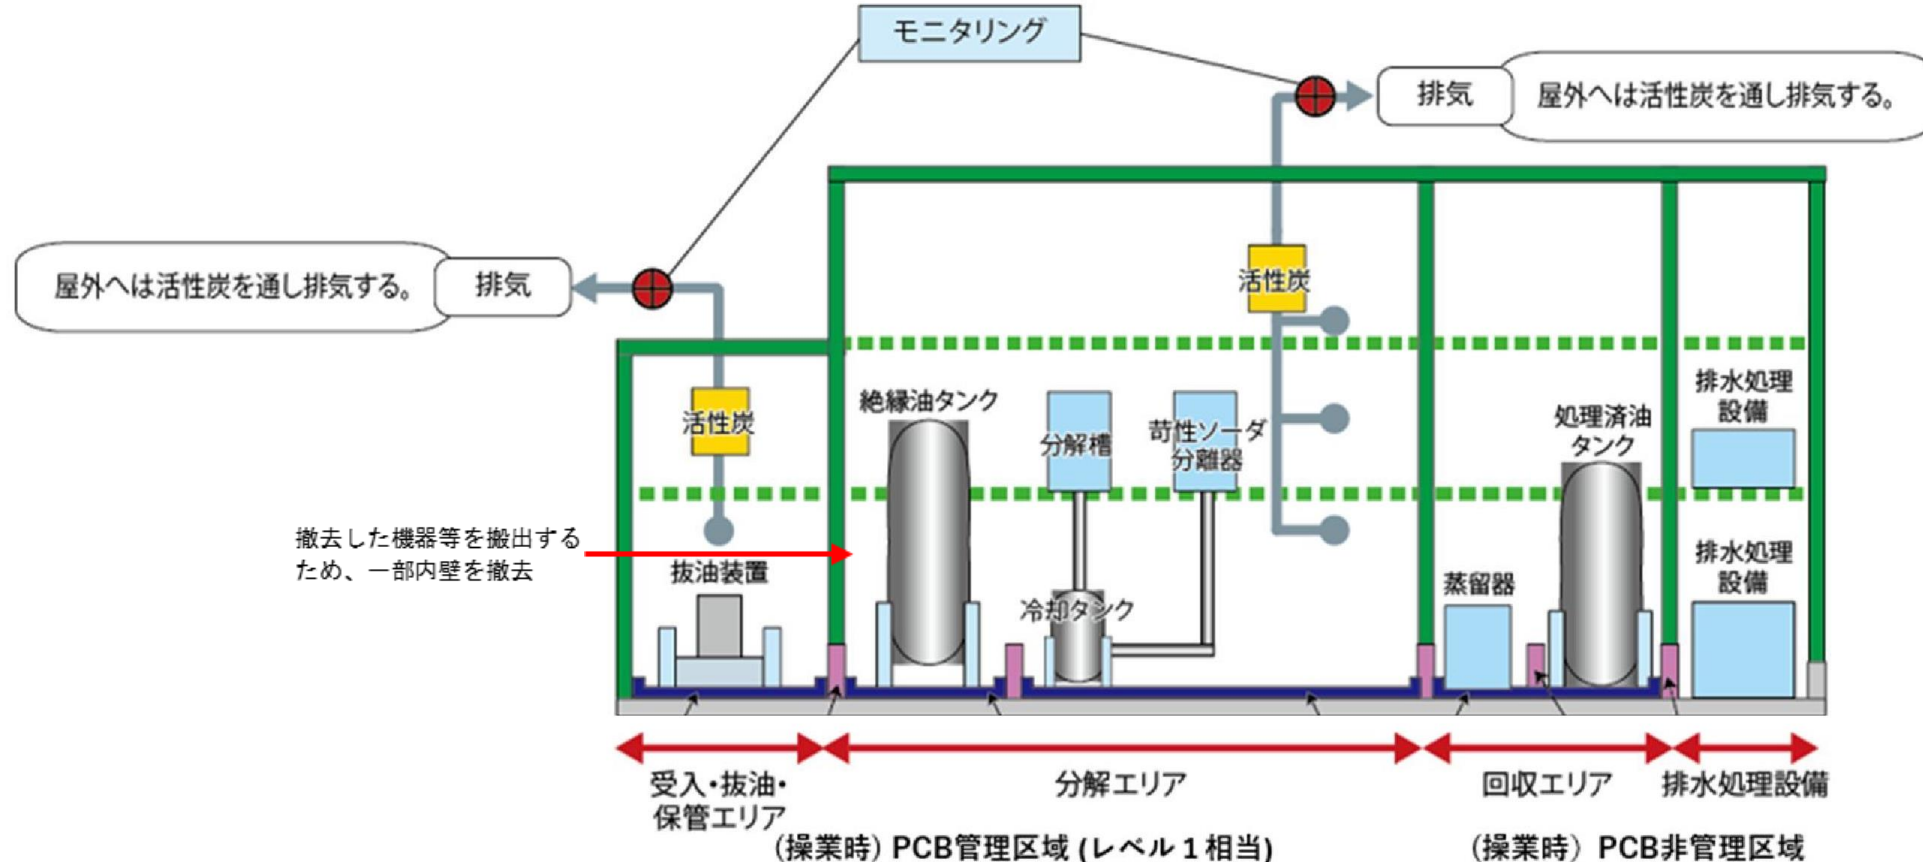 モニタリング
排気
屋外へは活性炭を通し排気する。
屋外へは活性炭を通し排気する。
排気
活性炭
活性炭
絶縁油タンク
分解槽
苛性ソーダ
分離器
処理済油
タンク
排水処理
設備
撤去した機器等を搬出する
ため、一部内壁を撤去
抜油装置
冷却タンク
蒸留器
排水処理
設備
受入・抜油・
保管エリア
分解エリア
回収エリア
排水処理設備
(操業時) PCB管理区域 (レベル1相当)
(操業時) PCB非管理区域